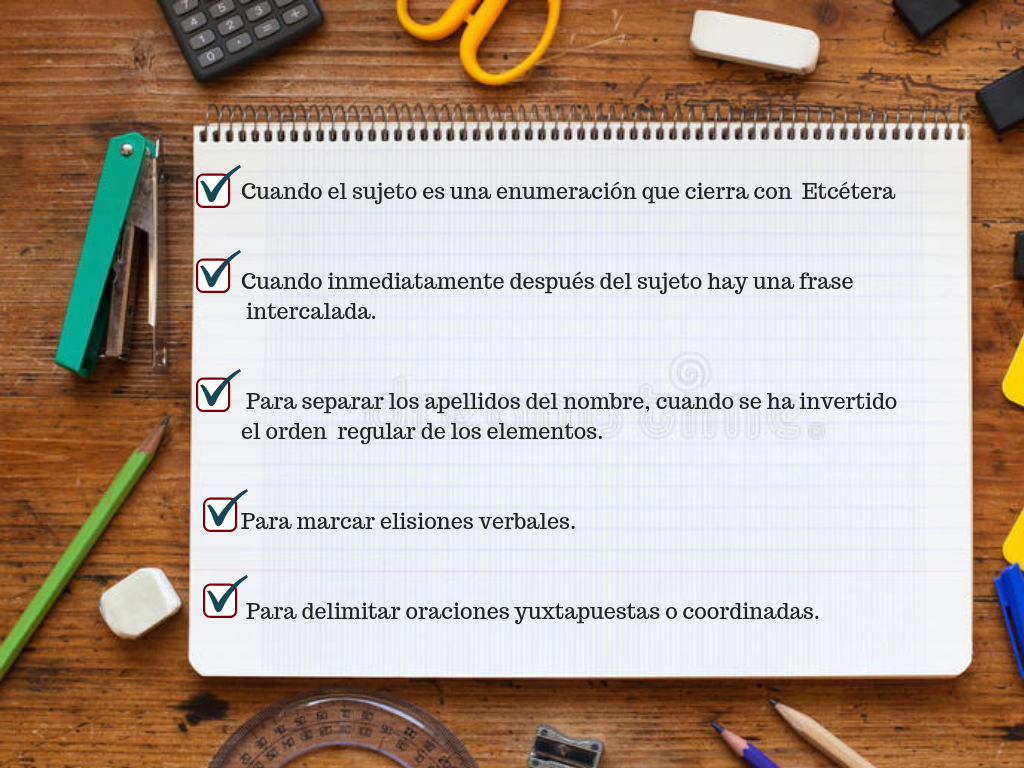 Cuando el sujeto es una enumeración que cierra con Etcétera
Cuando inmediatamente después del sujeto hay una frase
intercalada.
Para separar los apellidos del nombre, cuando se ha invertido
el orden regular de los elementos.
Para marcar elisiones verbales.
Para delimitar oraciones yuxtapuestas o coordinadas.